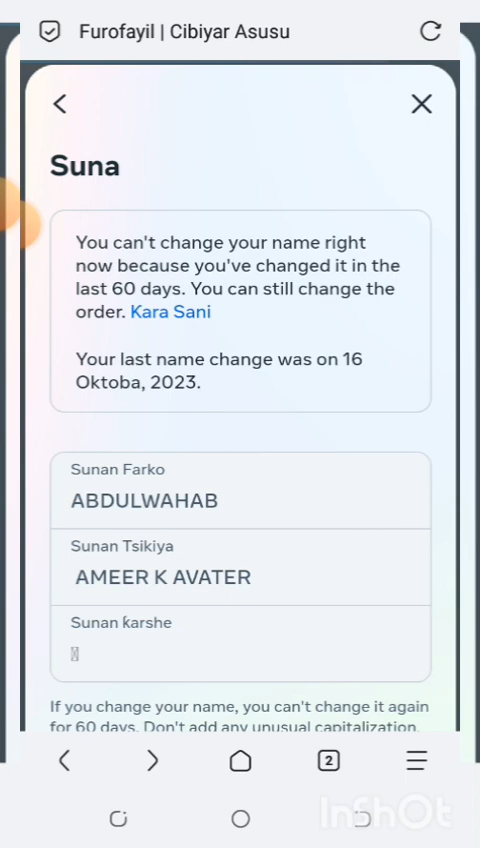 Furofayil | Cibiyar Asusu
Suna
You can't change your name right
now because you've changed it in the
last 60 days. You can still change the
order. Kara Sani
Your last name change was on 16
Oktoba, 2023.
Sunan Farko
ABDULWAHAB
Sunan Tsikiya
AMEER K AVATER
Sunan ƙarshe
If you change your name, you can't change it again
for 60 days. Don't add any unusual capitalization,
2
InShOt